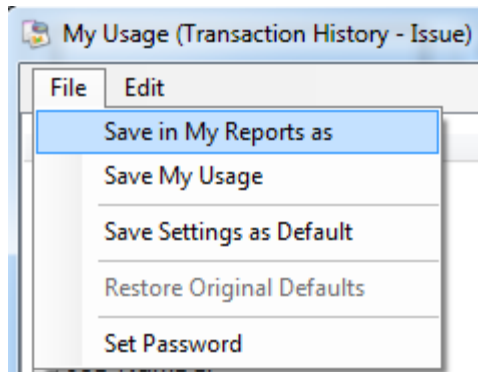 My Usage (Transaction History - Issue)
File Edit
Save in My Reports as
Save My Usage
Save Settings as Default
Restore Original Defaults
Set Password